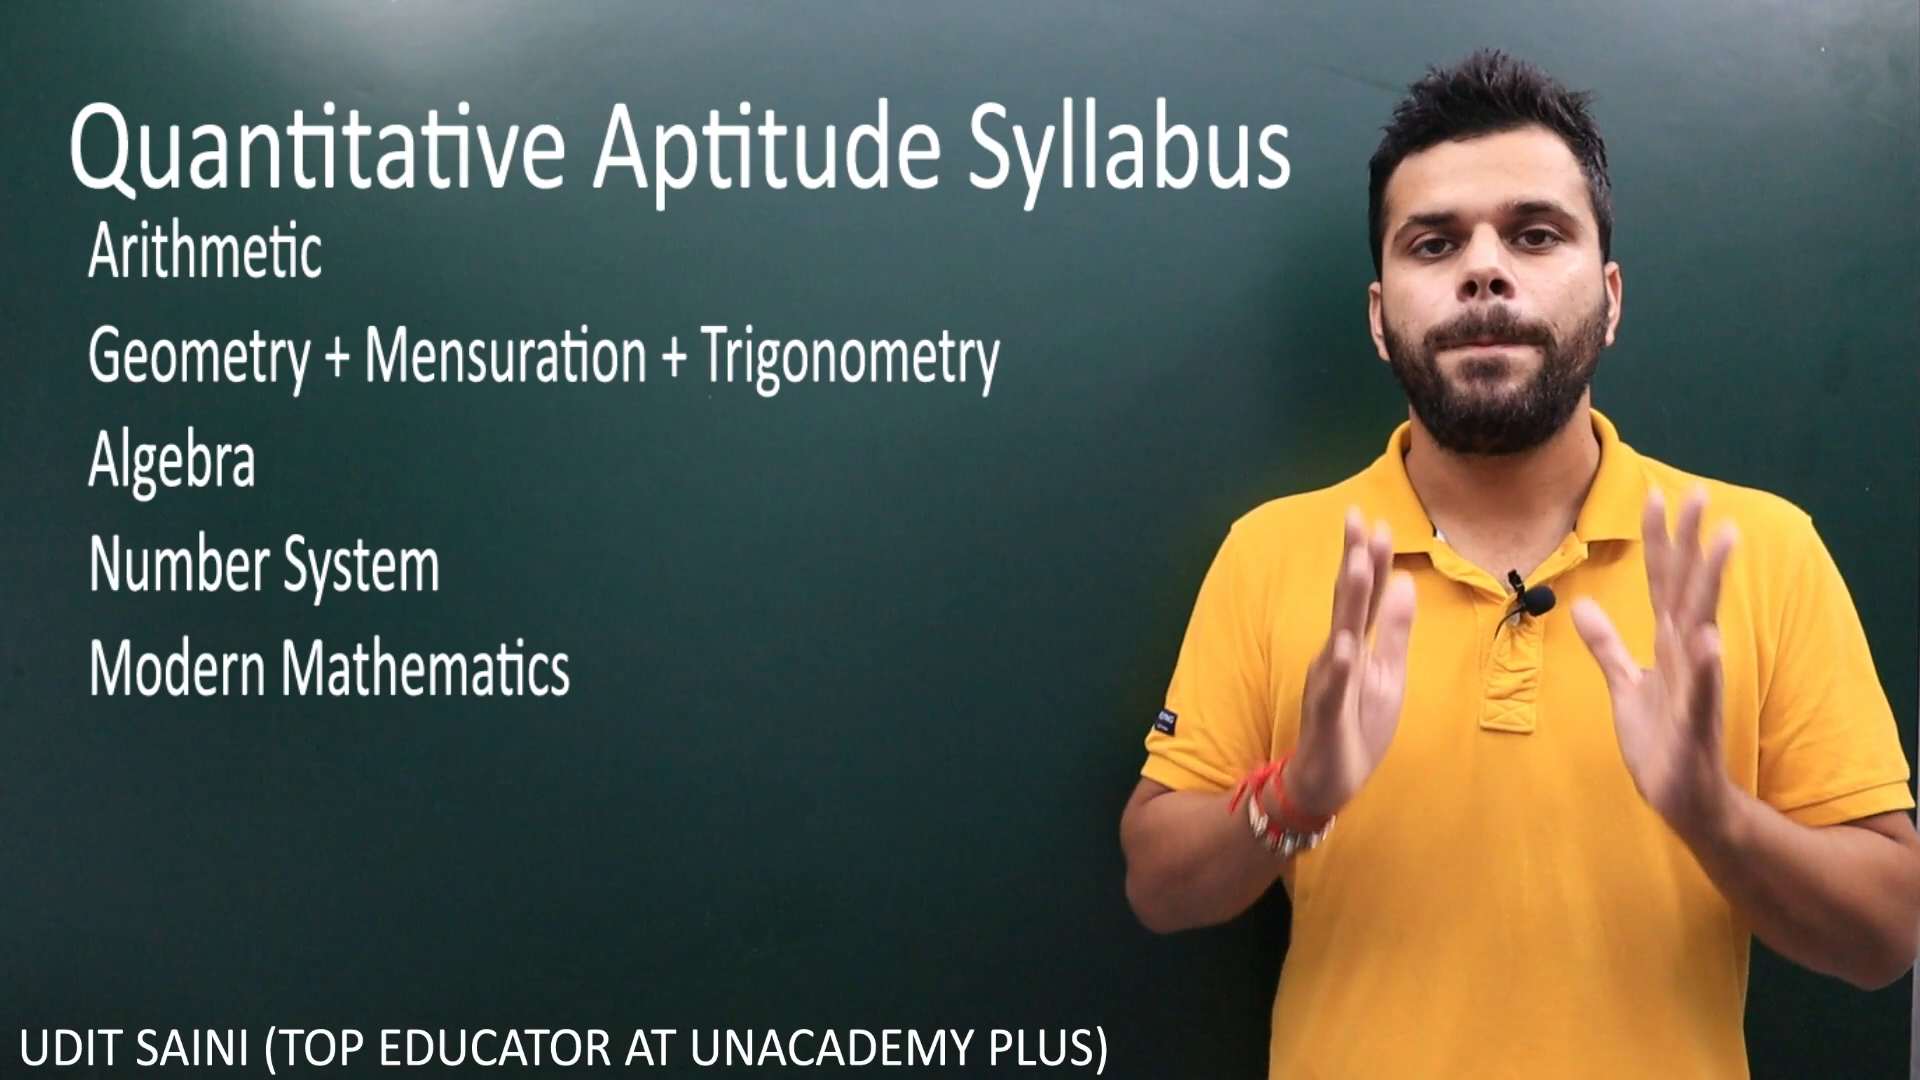 Quantitative Aptitude Syllabus
Arithmetic
Geometry + Mensuration + Trigonometry
Algebra
Number System
Modern Mathematics
UDIT SAINI (TOP EDUCATOR AT UNACADEMY PLUS)